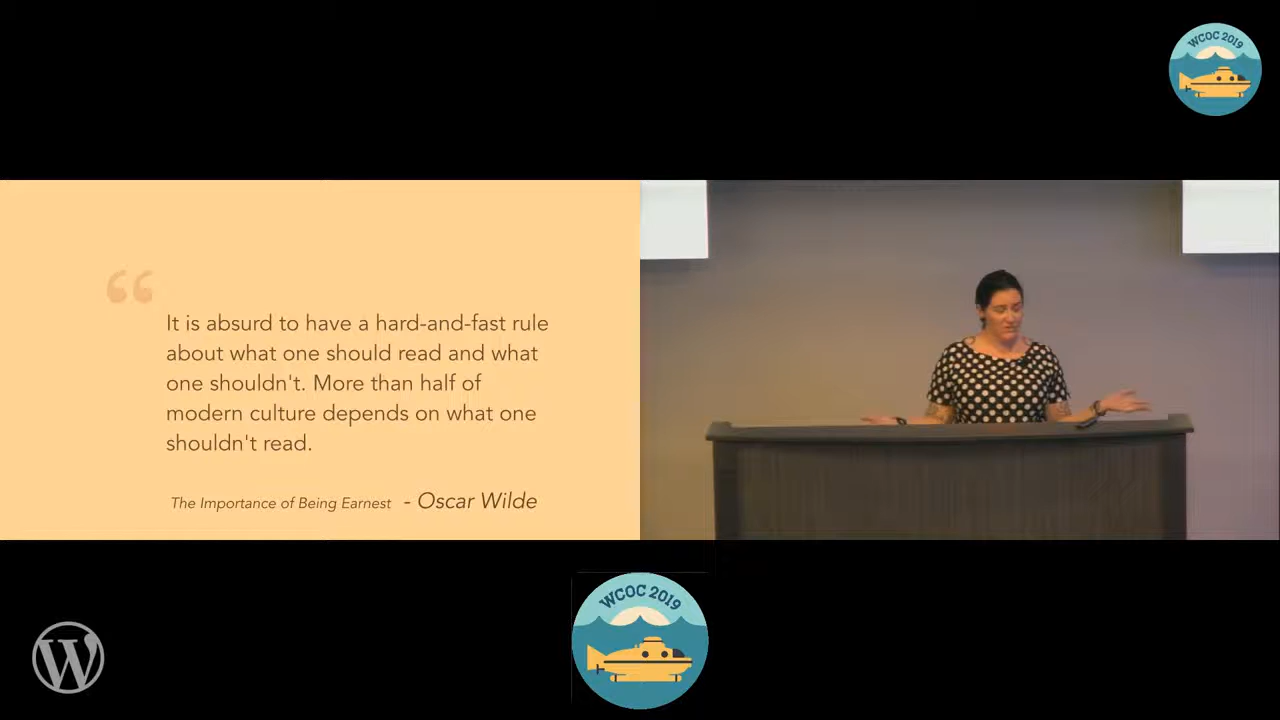 WCOC 2019
“
It is absurd to have a hard-and-fast rule
about what one should read and what
one shouldn't. More than half of
modern culture depends on what one
shouldn't read.
The Importance of Being Earnest - Oscar Wilde
WCOC 2019
W